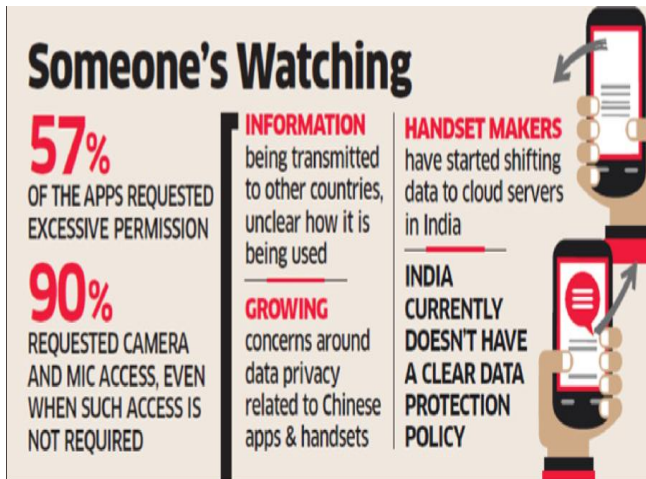 Someone's Watching
57%
OF THE APPS REQUESTED
EXCESSIVE PERMISSION
90%
REQUESTED CAMERA
AND MIC ACCESS, EVEN
WHEN SUCH ACCESS IS
NOT REQUIRED
INFORMATION
being transmitted
to other countries,
unclear how it is
being used
GROWING
concerns around
data privacy
related to Chinese
apps & handsets
HANDSET MAKERS
have started shifting
data to cloud servers
in India
INDIA
CURRENTLY
DOESN'T HAVE
A CLEAR DATA
PROTECTION
POLICY